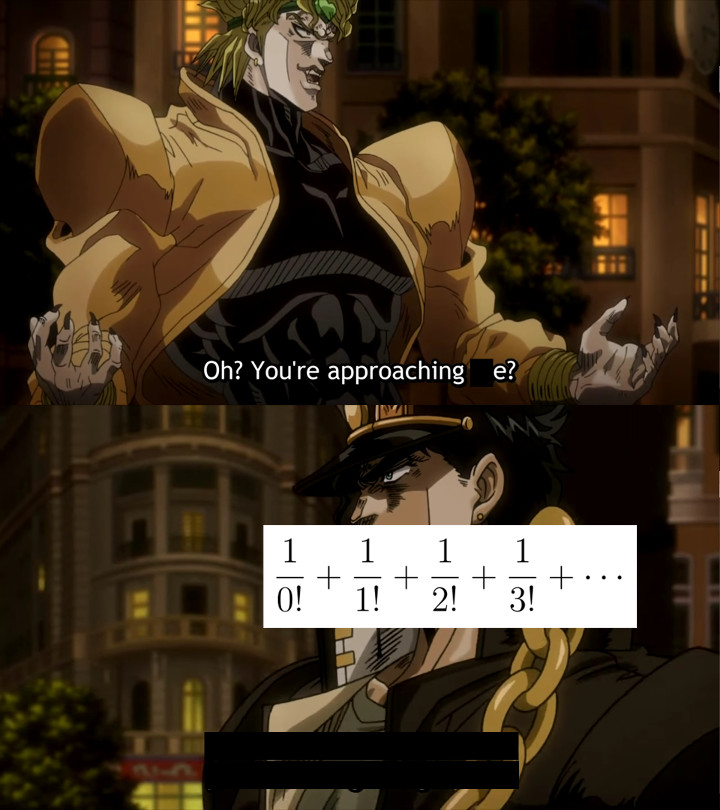 Oh? You're approaching e?
1/0! + 1/1! + 1/2! + 1/3! + ⋯